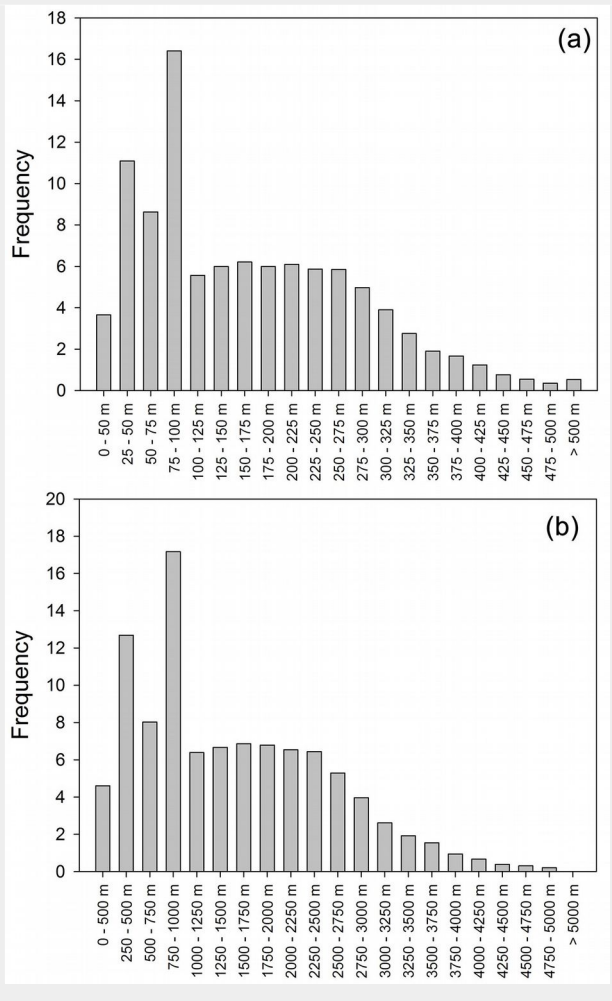 (a)
Frequency
18
16
14
12
10
8
6
4
2
0
0 - 50 m
25 - 50 m
50 - 75 m
75 - 100 m
100 - 125 m
125 - 150 m
150 - 175 m
175 - 200 m
200 - 225 m
225 - 250 m
250 - 275 m
275 - 300 m
300 - 325 m
325 - 350 m
350 - 375 m
375 - 400 m
400 - 425 m
425 - 450 m
450 - 475 m
475 - 500 m
> 500 m
(b)
Frequency
20
18
16
14
12
10
8
6
4
2
0
0 - 500 m
250 - 500 m
500 - 750 m
750 - 1000 m
1000 - 1250 m
1250 - 1500 m
1500 - 1750 m
1750 - 2000 m
2000 - 2250 m
2250 - 2500 m
2500 - 2750 m
2750 - 3000 m
3000 - 3250 m
3250 - 3500 m
3500 - 3750 m
3750 - 4000 m
4000 - 4250 m
4250 - 4500 m
4500 - 4750 m
4750 - 5000 m
> 5000 m